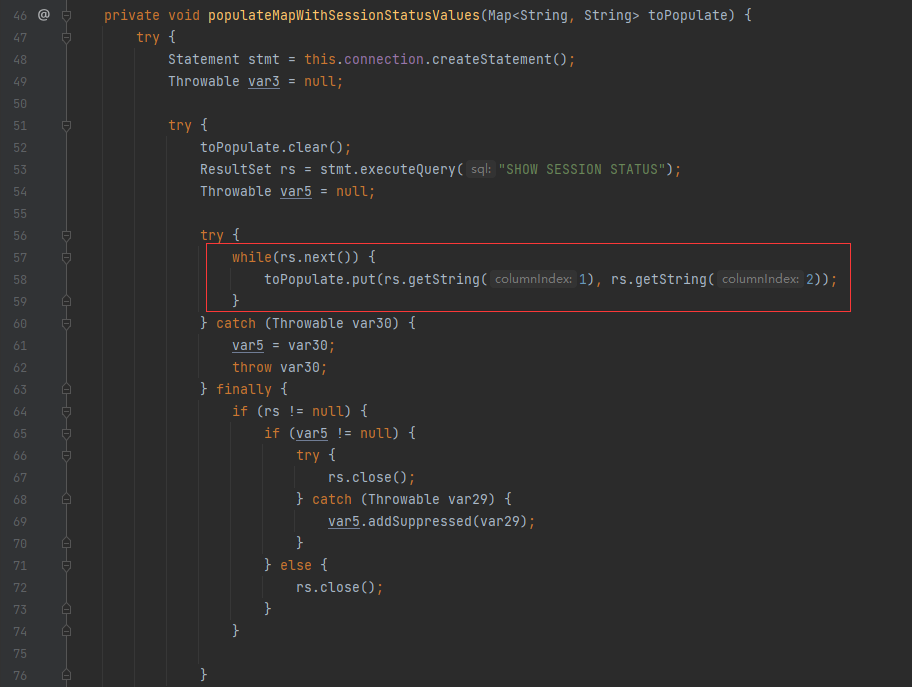 46 @ private void populateMapWithSessionStatusValues(Map<String, String> toPopulate) {
47 try {
48 Statement stmt = this.connection.createStatement();
49 Throwable var3 = null;
50
51 try {
52 toPopulate.clear();
53 ResultSet rs = stmt.executeQuery( sql: "SHOW SESSION STATUS");
54 Throwable var5 = null;
55
56 try {
57 while(rs.next()) {
58 toPopulate.put(rs.getString( columnIndex: 1), rs.getString( columnIndex: 2));
59 }
60 } catch (Throwable var30) {
61 var5 = var30;
62 throw var30;
63 } finally {
64 if (rs != null) {
65 if (var5 != null) {
66 try {
67 rs.close();
68 } catch (Throwable var29) {
69 var5.addSuppressed(var29);
70 }
71 } else {
72 rs.close();
73 }
74 }
75
76 }